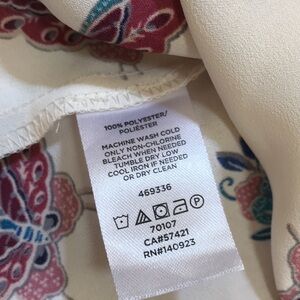 100% POLYESTER/
POLIÉSTER
MACHINE WASH COLD
ONLY NON-CHLORINE
BLEACH WHEN NEEDED
TUMBLE DRY LOW
COOL IRON IF NEEDED
OR DRY CLEAN
469336
P
70107
CA#57421
RN#140923